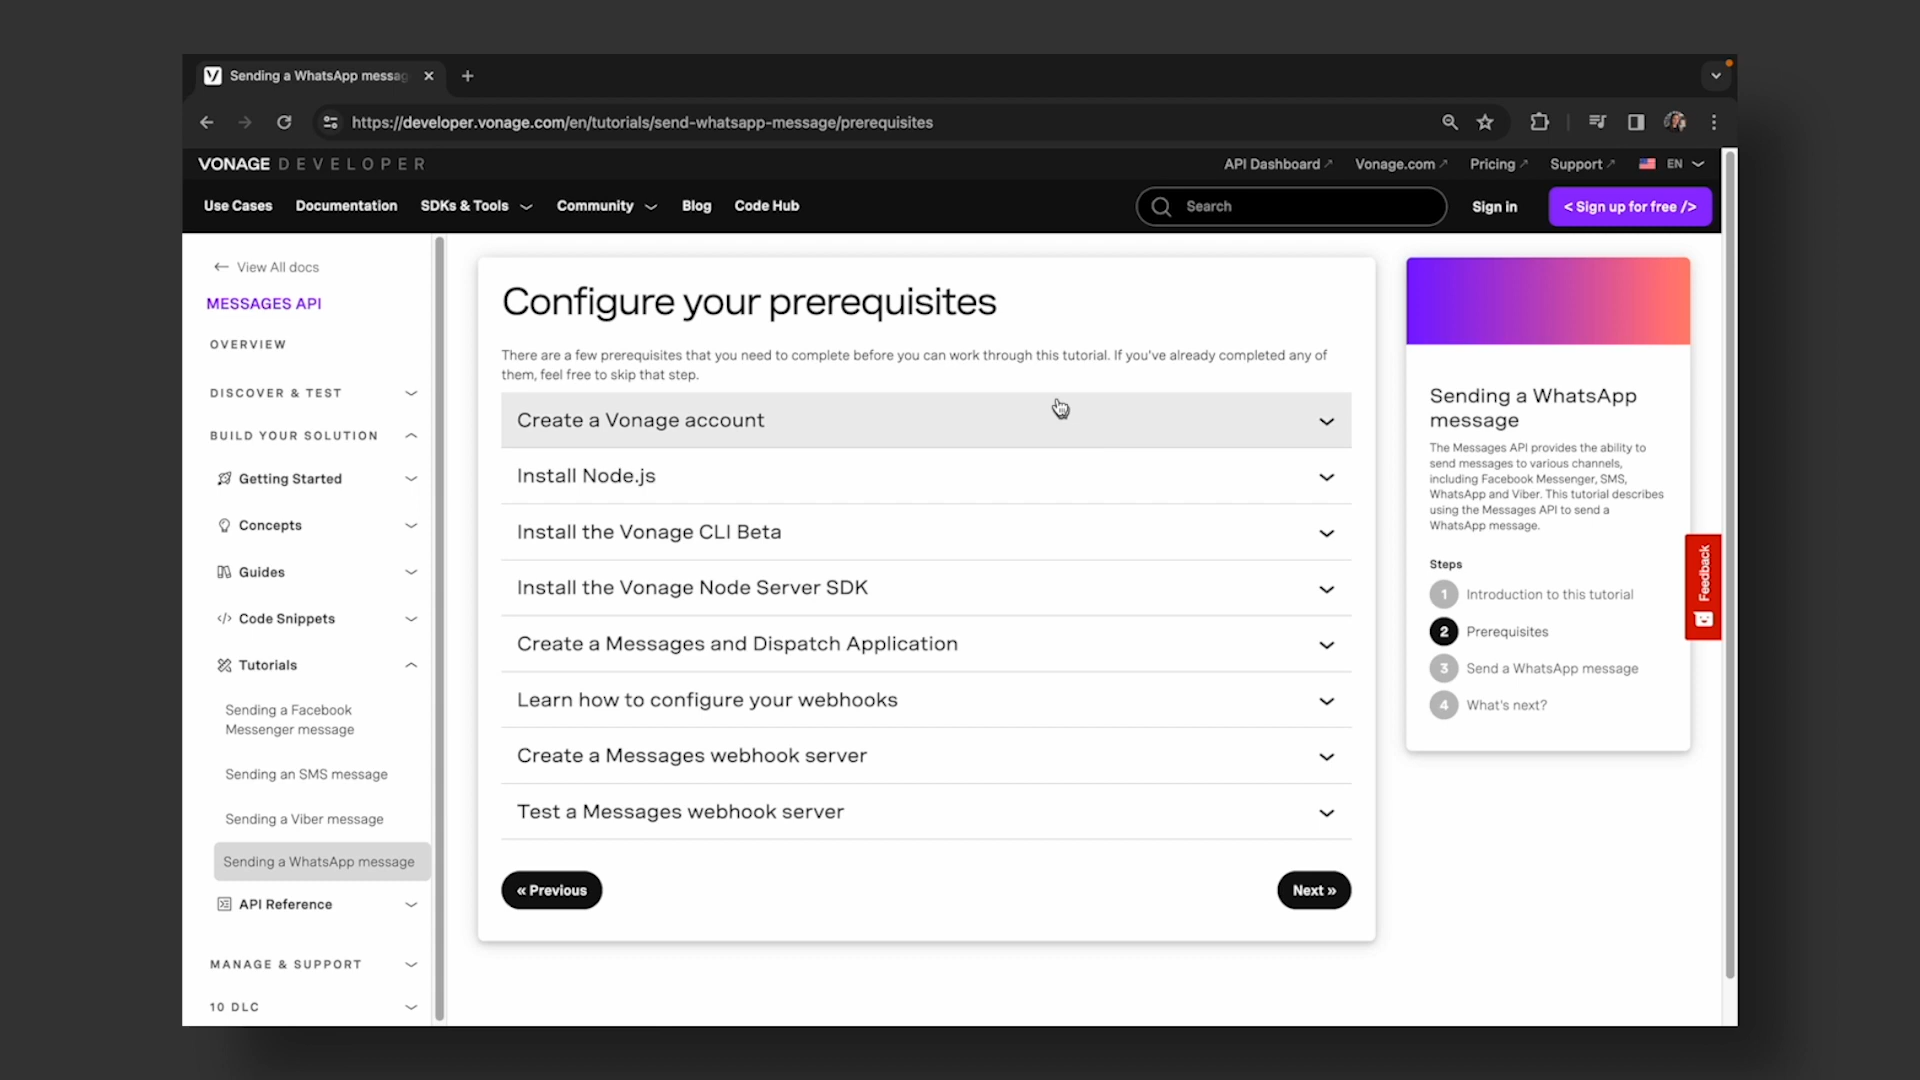 Sending a WhatsApp messag
https://developer.vonage.com/en/tutorials/send-whatsapp-message/prerequisites
VONAGE DEVELOPER
API Dashboard
Vonage.com
Pricing
Support
EN
Use Cases
Documentation
SDKs & Tools
Community
Blog
Code Hub
Search
Sign in
< Sign up for free />
View All docs
MESSAGES API
OVERVIEW
DISCOVER & TEST
BUILD YOUR SOLUTION
Getting Started
Concepts
Guides
Code Snippets
Tutorials
Sending a Facebook
Messenger message
Sending an SMS message
Sending a Viber message
Sending a WhatsApp message
API Reference
MANAGE & SUPPORT
10 DLC
Configure your prerequisites
There are a few prerequisites that you need to complete before you can work through this tutorial. If you've already completed any of
them, feel free to skip that step.
Create a Vonage account
Install Node.js
Install the Vonage CLI Beta
Install the Vonage Node Server SDK
Create a Messages and Dispatch Application
Learn how to configure your webhooks
Create a Messages webhook server
Test a Messages webhook server
« Previous
Next »
Sending a WhatsApp
message
The Messages API provides the ability to
send messages to various channels,
including Facebook Messenger, SMS,
WhatsApp and Viber. This tutorial describes
using the Messages API to send a
WhatsApp message.
Steps
1 Introduction to this tutorial
2 Prerequisites
3 Send a WhatsApp message
4 What's next?
Feedback